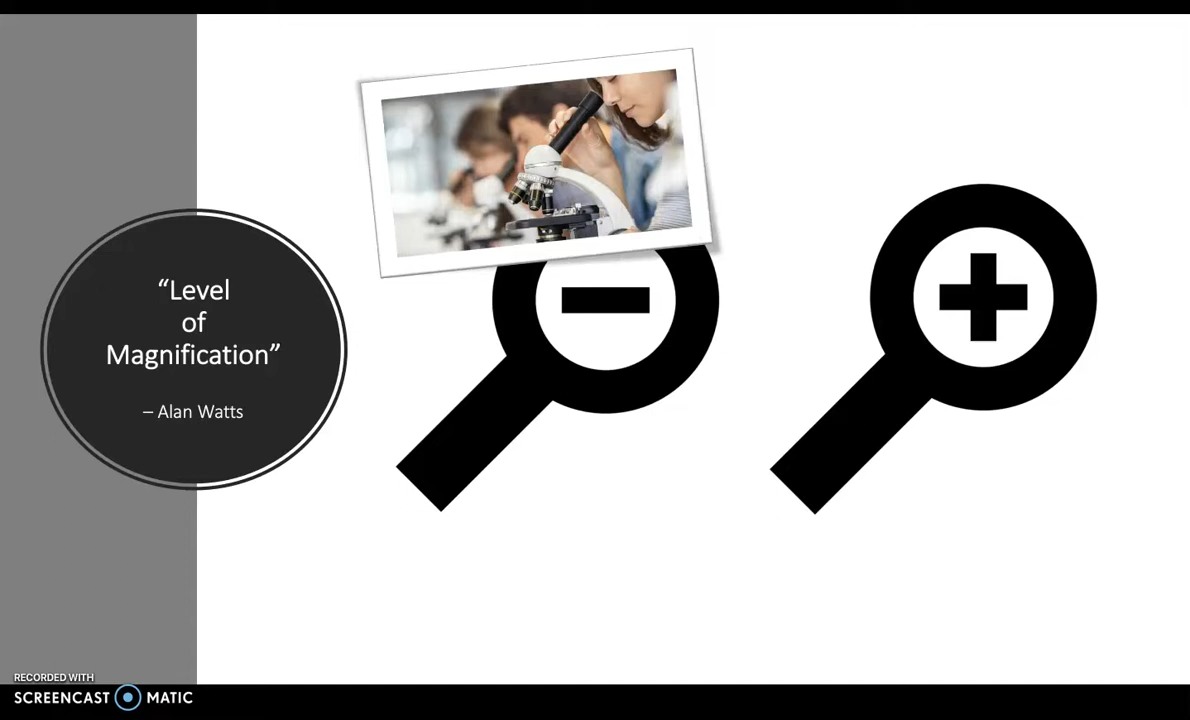 “Level
of
Magnification”
– Alan Watts
RECORDED WITH
SCREENCAST MATIC